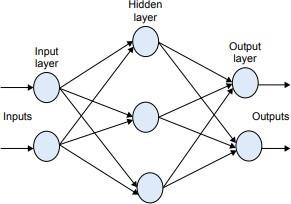 Hidden
layer
Input
layer
Output
layer
Inputs
Outputs